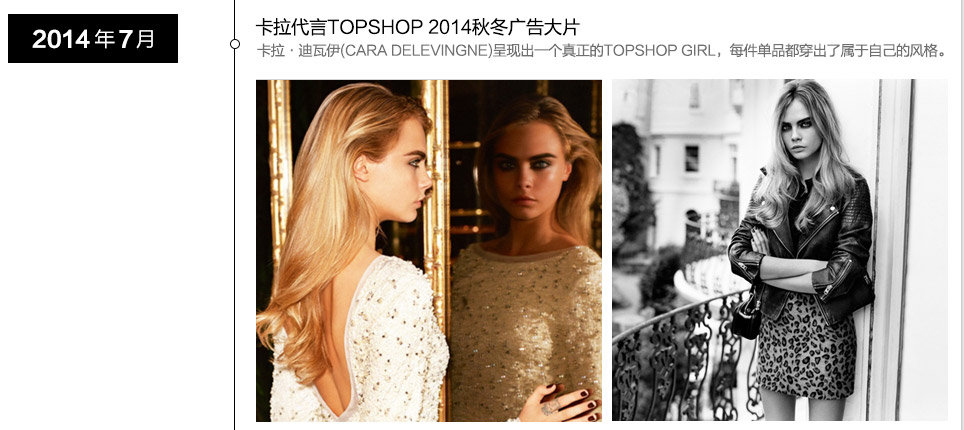 2014年7月
卡拉代言TOPSHOP 2014秋冬广告大片
卡拉·迪瓦伊(CARA DELEVINGNE)呈现出一个真正的TOPSHOP GIRL，每件单品都穿出了属于自己的风格。